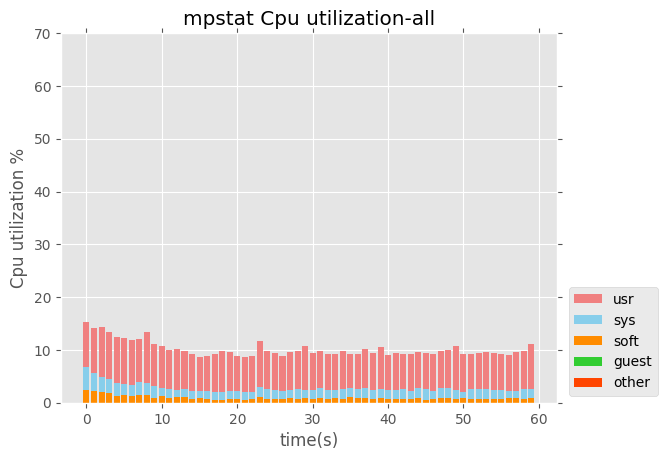 mpstat Cpu utilization-all
70
60
50
40
30
20
10
0
Cpu utilization %
0 10 20 30 40 50 60
time(s)
usr
sys
soft
guest
other